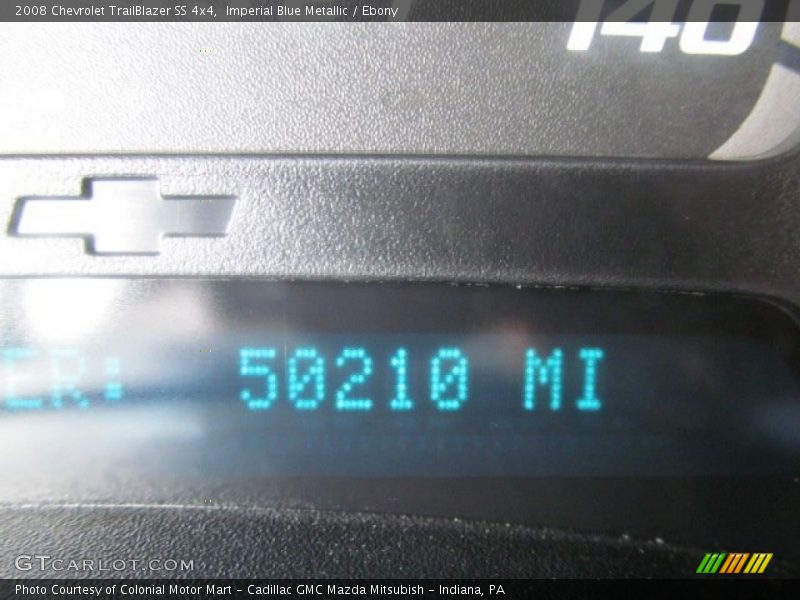 2008 Chevrolet TrailBlazer SS 4x4,  Imperial Blue Metallic / Ebony
140
ER: 50210 MI
GTCARLOT.COM
Photo Courtesy of Colonial Motor Mart - Cadillac GMC Mazda Mitsubish - Indiana, PA